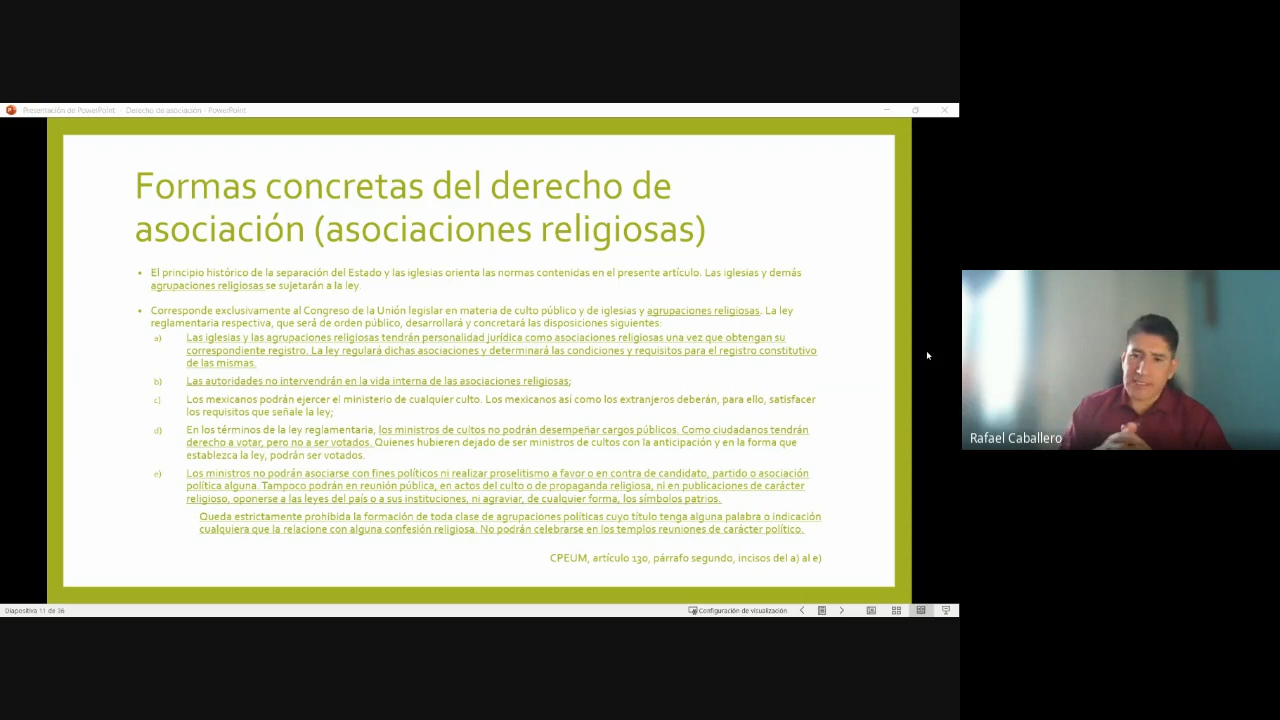 Presentación de PowerPoint - Derecho de asociación - PowerPoint
Formas concretas del derecho de
asociación (asociaciones religiosas)
• El principio histórico de la separación del Estado y las iglesias orienta las normas contenidas en el presente artículo. Las iglesias y demás
agrupaciones religiosas se sujetarán a la ley.
• Corresponde exclusivamente al Congreso de la Unión legislar en materia de culto público y de iglesias y agrupaciones religiosas. La ley
reglamentaria respectiva, que será de orden público, desarrollará y concretará las disposiciones siguientes:
a) Las iglesias y las agrupaciones religiosas tendrán personalidad jurídica como asociaciones religiosas una vez que obtengan su
correspondiente registro. La ley regulará dichas asociaciones y determinará las condiciones y requisitos para el registro constitutivo
de las mismas.
b) Las autoridades no intervendrán en la vida interna de las asociaciones religiosas;
c) Los mexicanos podrán ejercer el ministerio de cualquier culto. Los mexicanos así como los extranjeros deberán, para ello, satisfacer
los requisitos que señale la ley;
d) En los términos de la ley reglamentaria, los ministros de cultos no podrán desempeñar cargos públicos. Como ciudadanos tendrán
derecho a votar, pero no a ser votados. Quienes hubieren dejado de ser ministros de cultos con la anticipación y en la forma que
establezca la ley, podrán ser votados.
e) Los ministros no podrán asociarse con fines políticos ni realizar proselitismo a favor o en contra de candidato, partido o asociación
política alguna. Tampoco podrán en reunión pública, en actos del culto o de propaganda religiosa, ni en publicaciones de carácter
religioso, oponerse a las leyes del país o a sus instituciones, ni agraviar, de cualquier forma, los símbolos patrios.
Queda estrictamente prohibida la formación de toda clase de agrupaciones políticas cuyo título tenga alguna palabra o indicación
cualquiera que la relacione con alguna confesión religiosa. No podrán celebrarse en los templos reuniones de carácter político.
CPEUM, artículo 130, párrafo segundo, incisos del a) al e)
Rafael Caballero
Diapositiva 11 de 36
Configuración de visualización